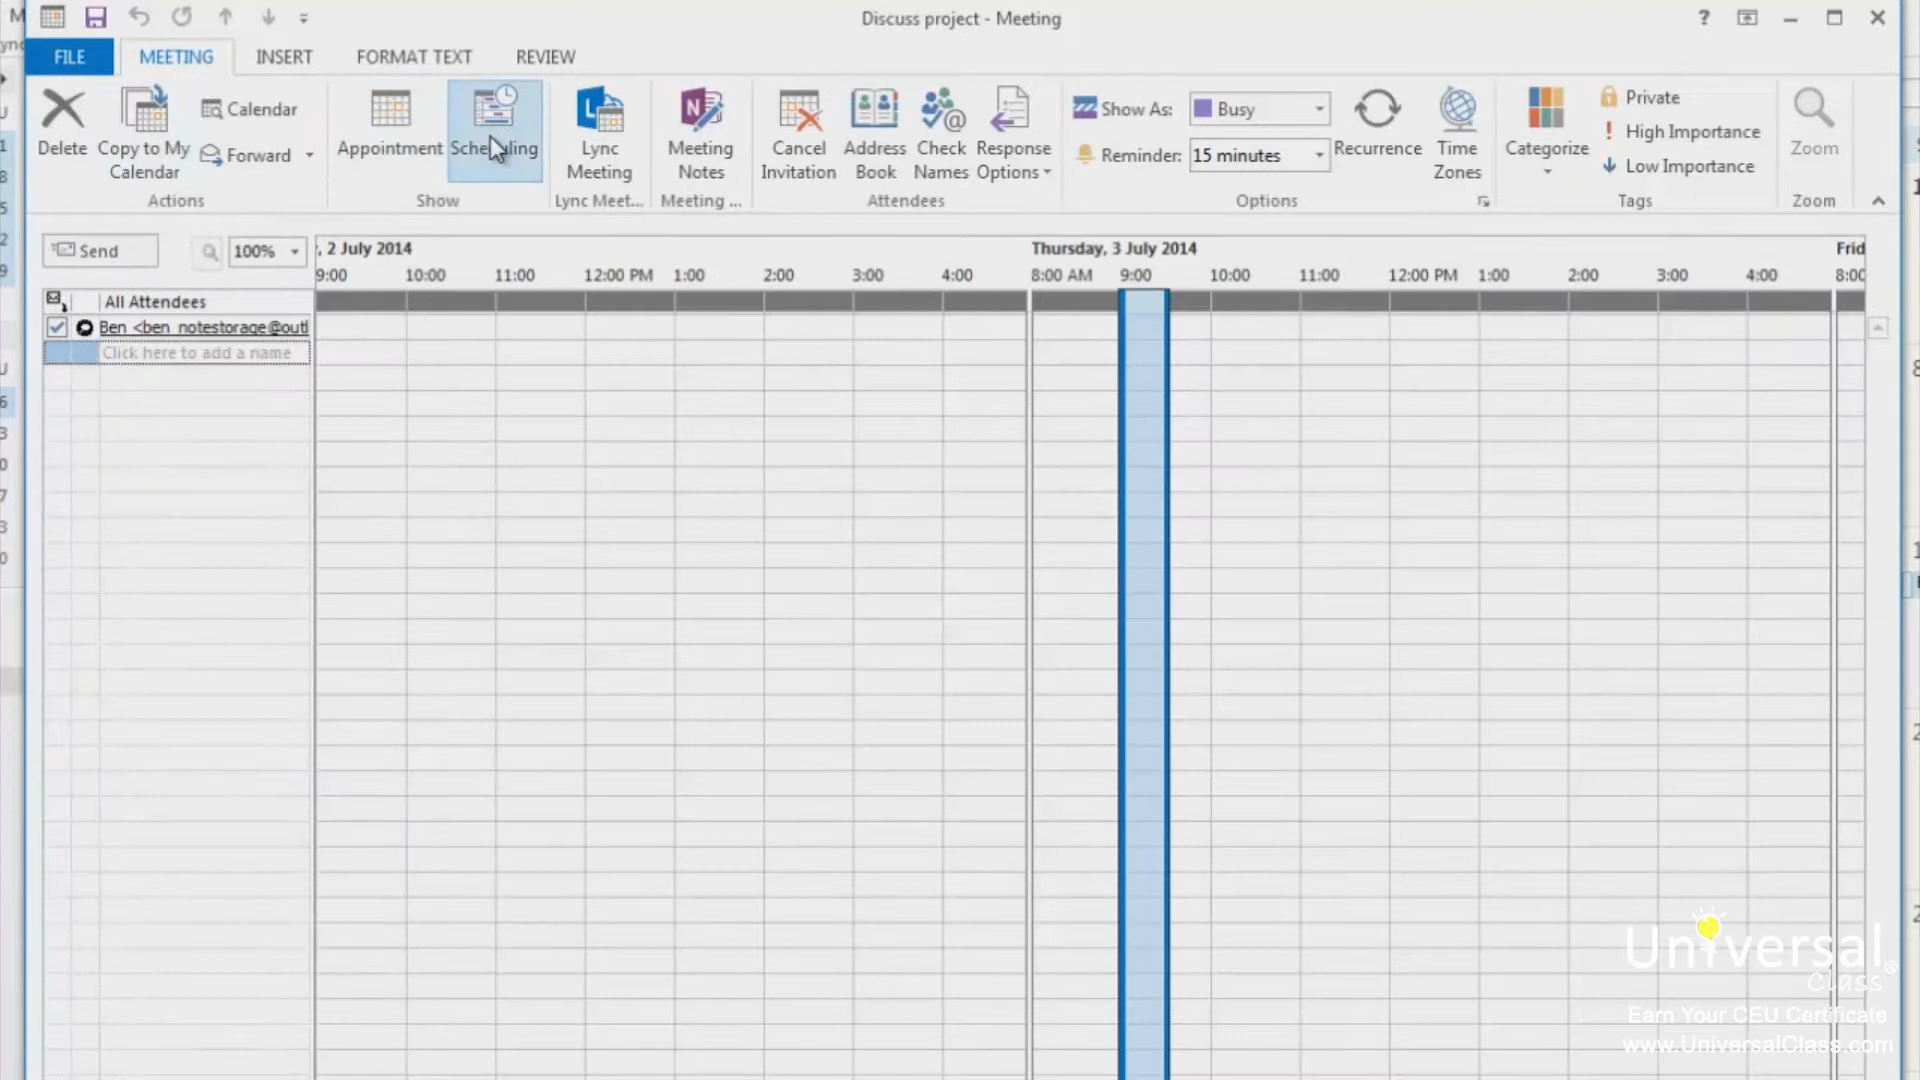 Discuss project - Meeting
?
FILE MEETING INSERT FORMAT TEXT REVIEW
Delete
Copy to My
Calendar
Calendar
Forward
Actions
Appointment
Scheduling
Show
Lync
Meeting
Lync Meet...
Meeting
Notes
Meeting ...
Cancel
Invitation
Address
Book
Check
Names
Response
Options
Attendees
Show As: Busy
Reminder: 15 minutes
Recurrence
Time
Zones
Options
Categorize
Private
High Importance
Low Importance
Tags
Zoom
Zoom
Send
100%
, 2 July 2014 Thursday, 3 July 2014 Frid
9:00 10:00 11:00 12:00 PM 1:00 2:00 3:00 4:00 8:00 AM 9:00 10:00 11:00 12:00 PM 1:00 2:00 3:00 4:00 8:00
All Attendees
Ben <ben_notestorage@outl
Click here to add a name
Universal
Class®
Earn Your CEU Certificate
www.UniversalClass.com